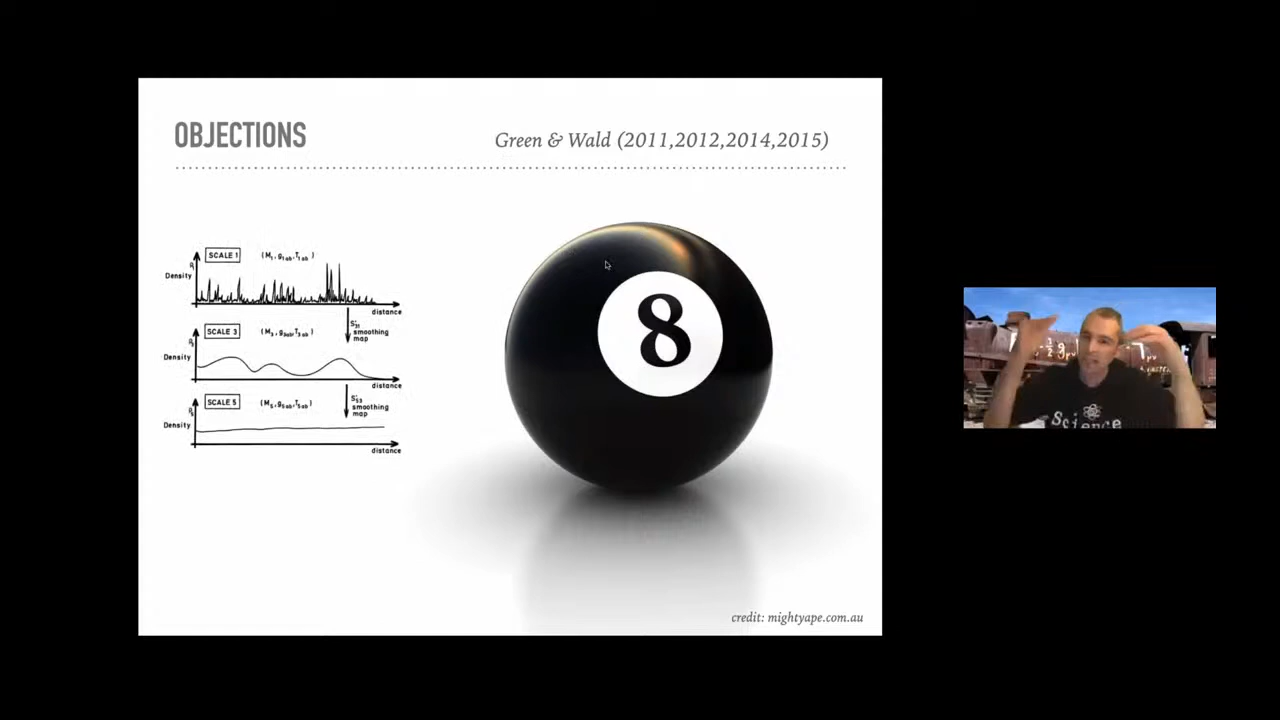 OBJECTIONS
Green & Wald (2011,2012,2014,2015)
SCALE 1
Density
distance
smoothing
map
SCALE 3
Density
distance
smoothing
map
SCALE 5
Density
distance
8
Science
credit: mightyape.com.au